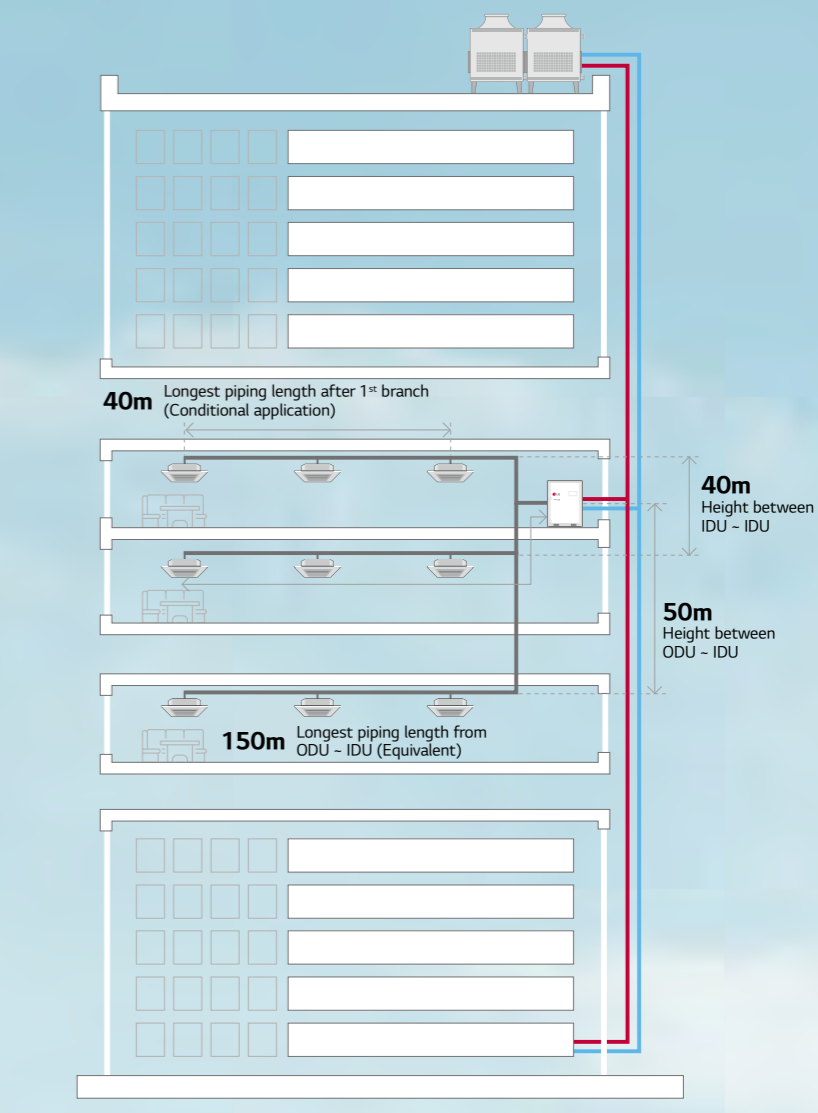 40m
Longest piping length after 1st branch
(Conditional application)
40m
Height between
IDU ~ IDU
50m
Height between
ODU ~ IDU
150m
Longest piping length from
ODU ~ IDU (Equivalent)